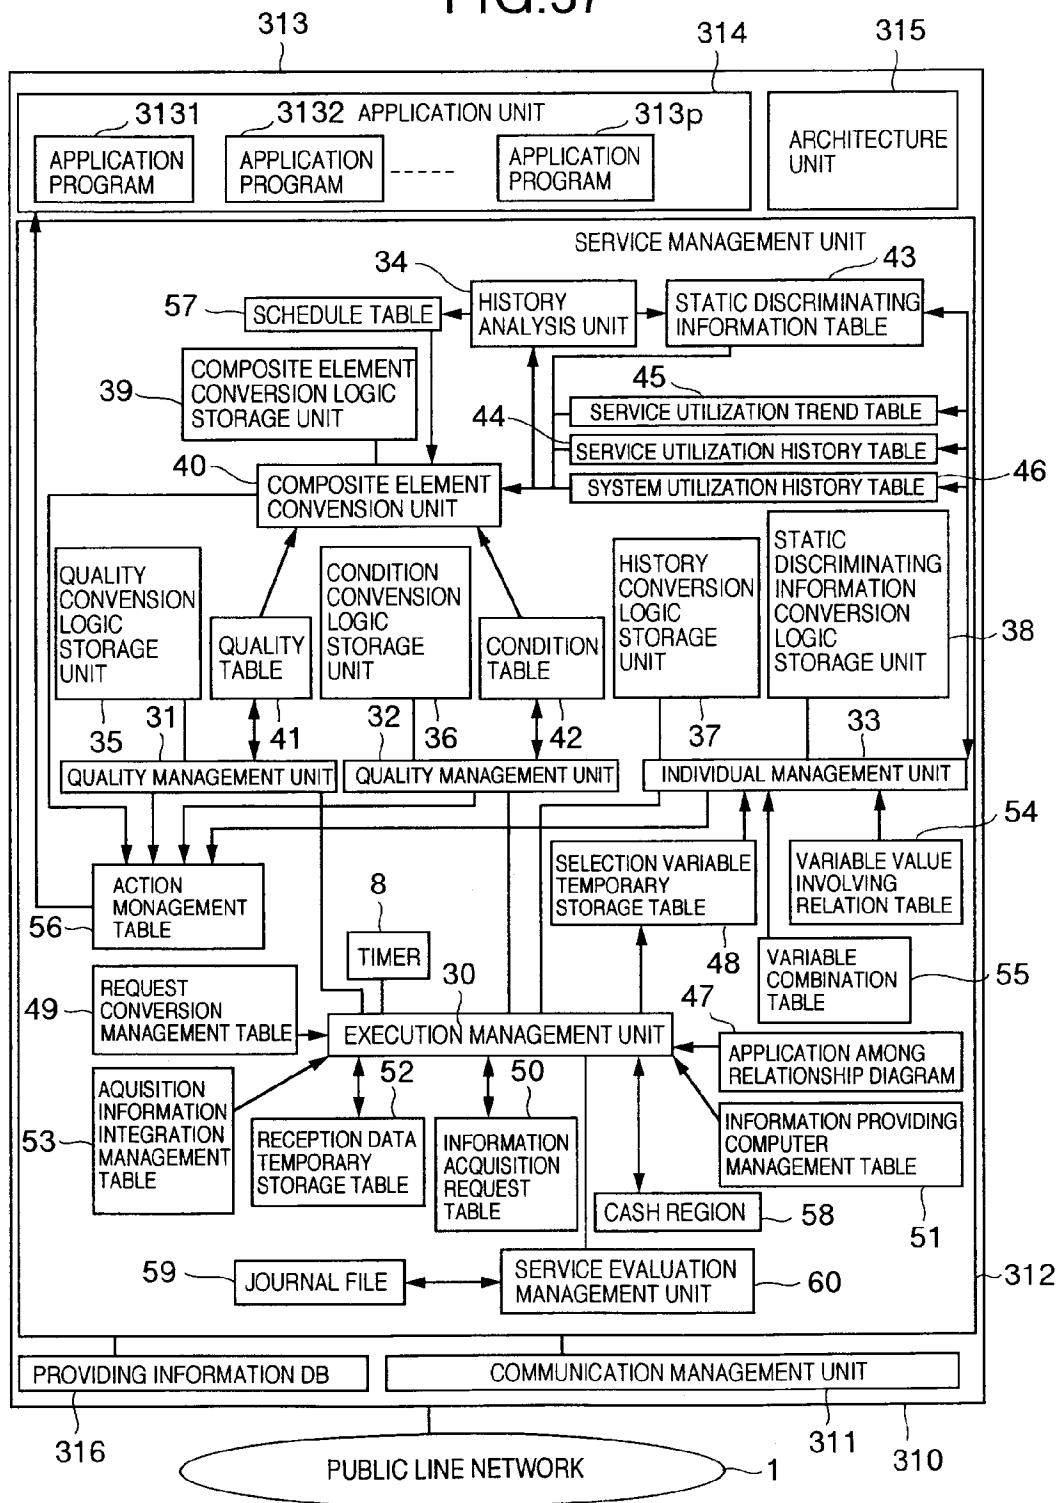 FIG.37
313
314
315
3131
3132
APPLICATION UNIT
313p
APPLICATION
PROGRAM
APPLICATION
PROGRAM
-----
APPLICATION
PROGRAM
ARCHITECTURE
UNIT
SERVICE MANAGEMENT UNIT
34
43
57
SCHEDULE TABLE
HISTORY
ANALYSIS UNIT
STATIC DISCRIMINATING
INFORMATION TABLE
39
COMPOSITE ELEMENT
CONVERSION LOGIC
STORAGE UNIT
45
SERVICE UTILIZATION TREND TABLE
44
SERVICE UTILIZATION HISTORY TABLE
46
SYSTEM UTILIZATION HISTORY TABLE
40
COMPOSITE ELEMENT
CONVENSION UNIT
QUALITY
CONVENSION
LOGIC
STORAGE
UNIT
QUALITY
TABLE
CONDITION
CONVENSION
LOGIC
STORAGE
UNIT
CONDITION
TABLE
HISTORY
CONVENSION
LOGIC
STORAGE
UNIT
STATIC
DISCRIMINATING
INFORMATION
CONVENSION
LOGIC
STORAGE UNIT
38
35
31
41
32
36
42
37
33
QUALITY MANAGEMENT UNIT
QUALITY MANAGEMENT UNIT
INDIVIDUAL MANAGEMENT UNIT
54
ACTION
MONAGEMENT
TABLE
56
8
TIMER
SELECTION VARIABLE
TEMPORARY
STORAGE TABLE
48
VARIABLE VALUE
INVOLVING
RELATION TABLE
VARIABLE
COMBINATION
TABLE
55
49
REQUEST
CONVERSION
MANAGEMENT TABLE
30
EXECUTION MANAGEMENT UNIT
47
APPLICATION AMONG
RELATIONSHIP DIAGRAM
53
AQUISITION
INFORMATION
INTEGRATION
MANAGEMENT
TABLE
52
RECEPTION DATA
TEMPORARY
STORAGE TABLE
50
INFORMATION
ACQUISITION
REQUEST
TABLE
INFORMATION PROVIDING
COMPUTER
MANAGEMENT TABLE
51
CASH REGION
58
59
JOURNAL FILE
SERVICE EVALUATION
MANAGEMENT UNIT
60
312
PROVIDING INFORMATION DB
COMMUNICATION MANAGEMENT UNIT
316
311
310
PUBLIC LINE NETWORK
1